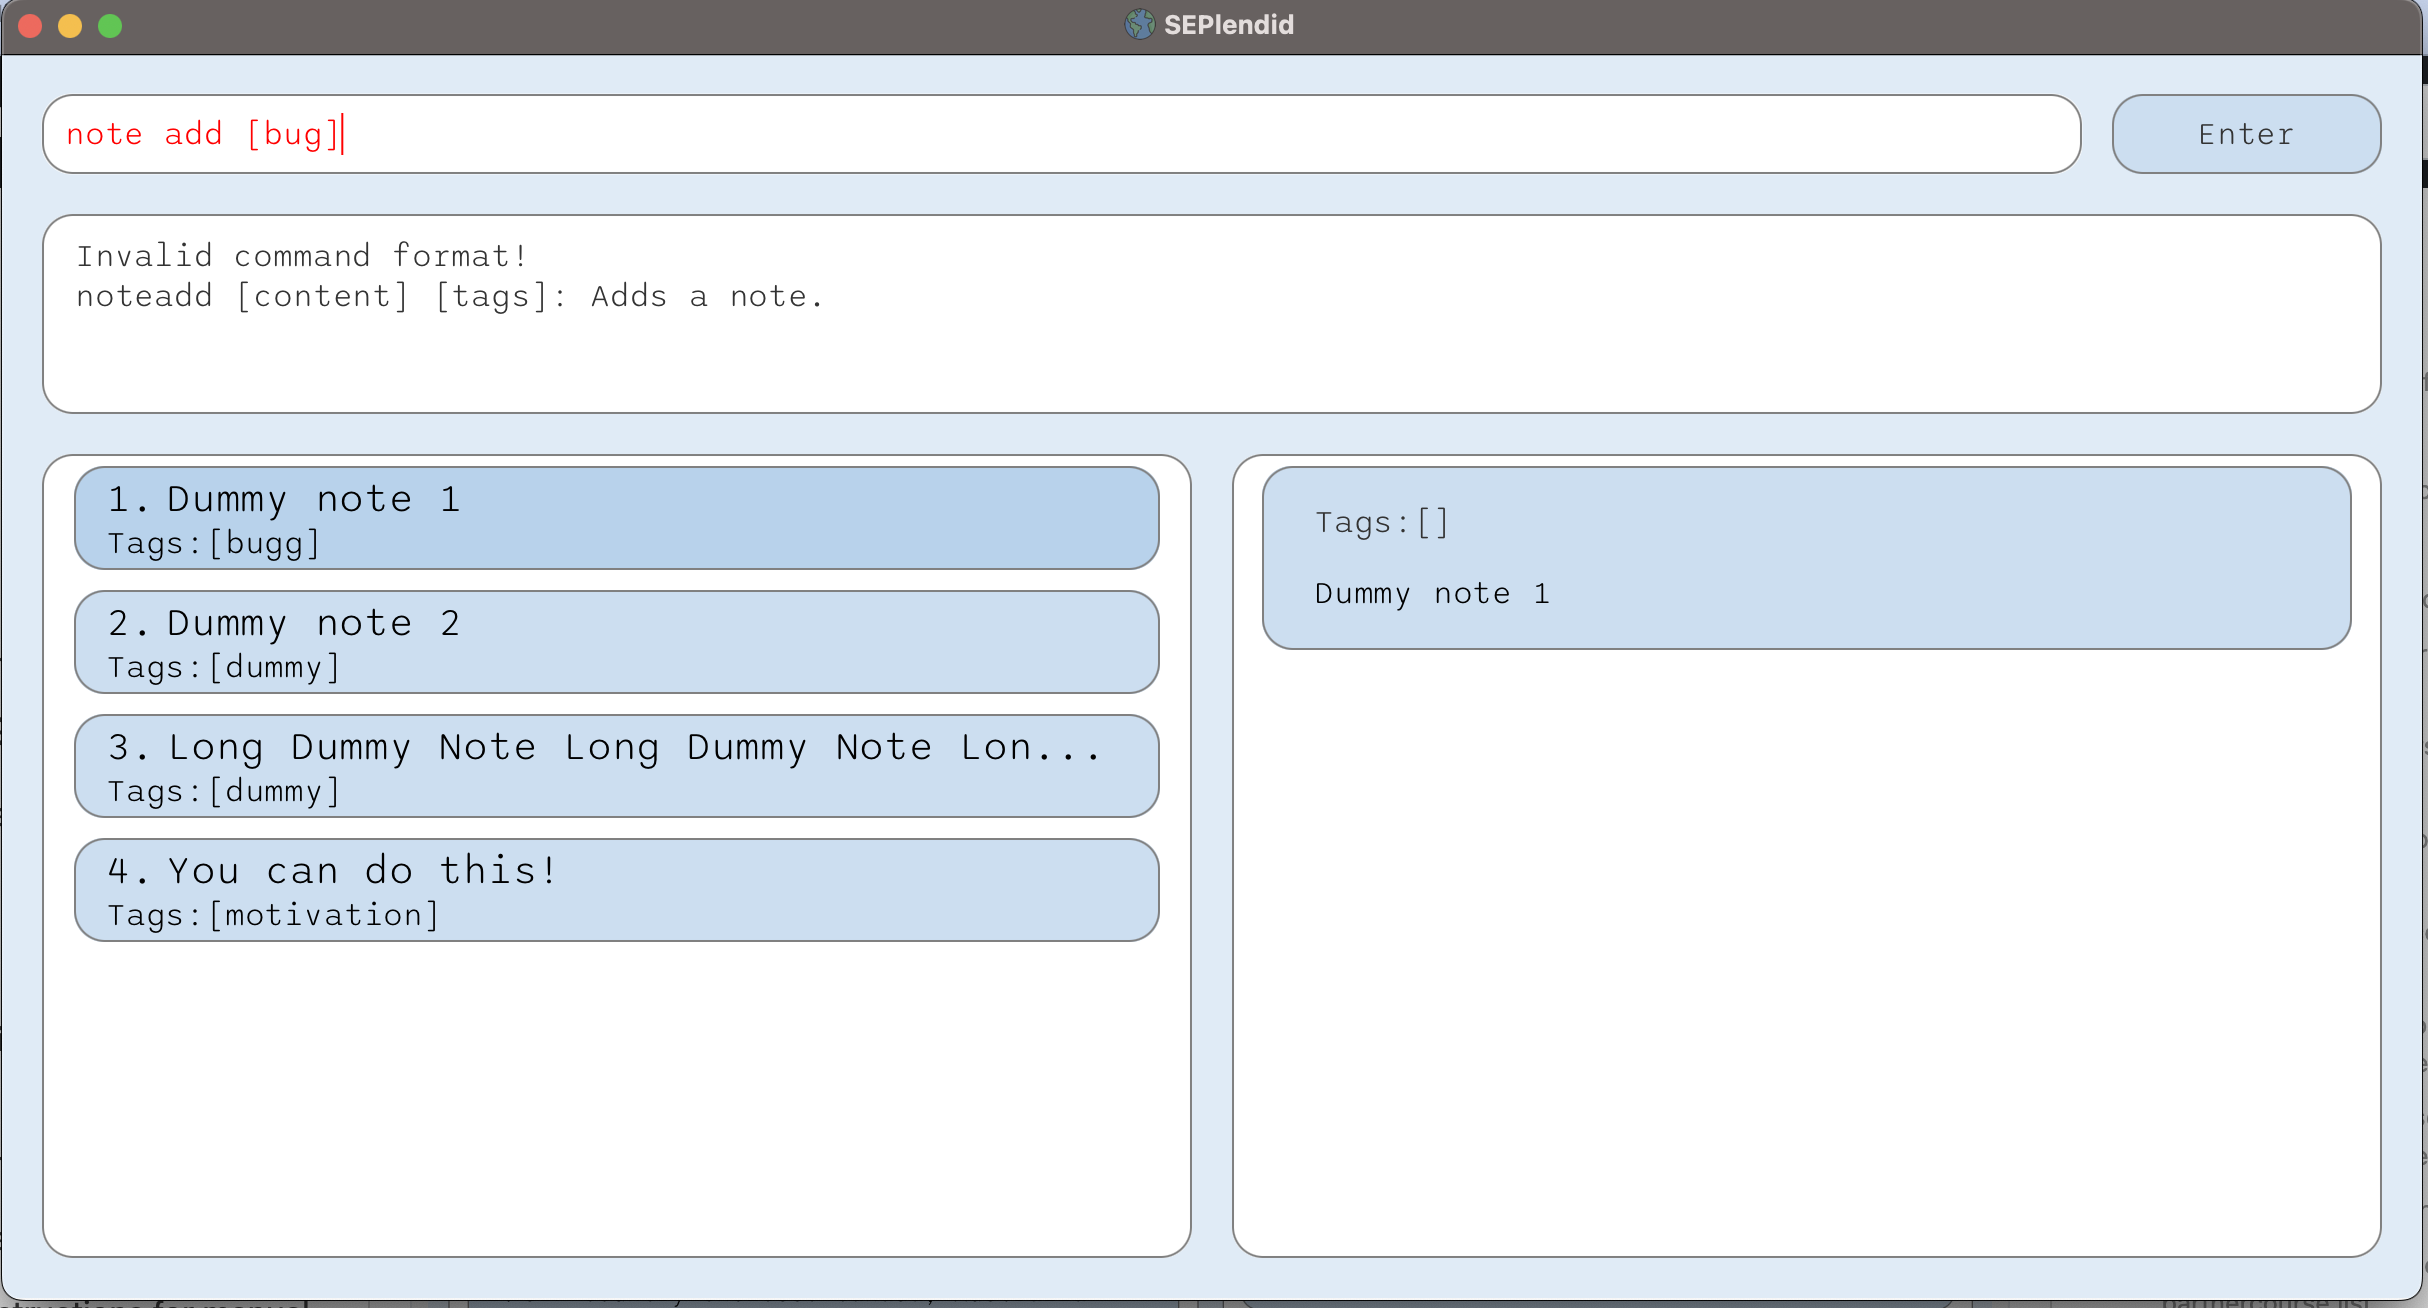 SEPlendid
note add [bug]
Enter
Invalid command format!
noteadd [content] [tags]: Adds a note.
1. Dummy note 1
Tags:[bugg]
2. Dummy note 2
Tags:[dummy]
3. Long Dummy Note Long Dummy Note Lon...
Tags:[dummy]
4. You can do this!
Tags:[motivation]
Tags:[]
Dummy note 1